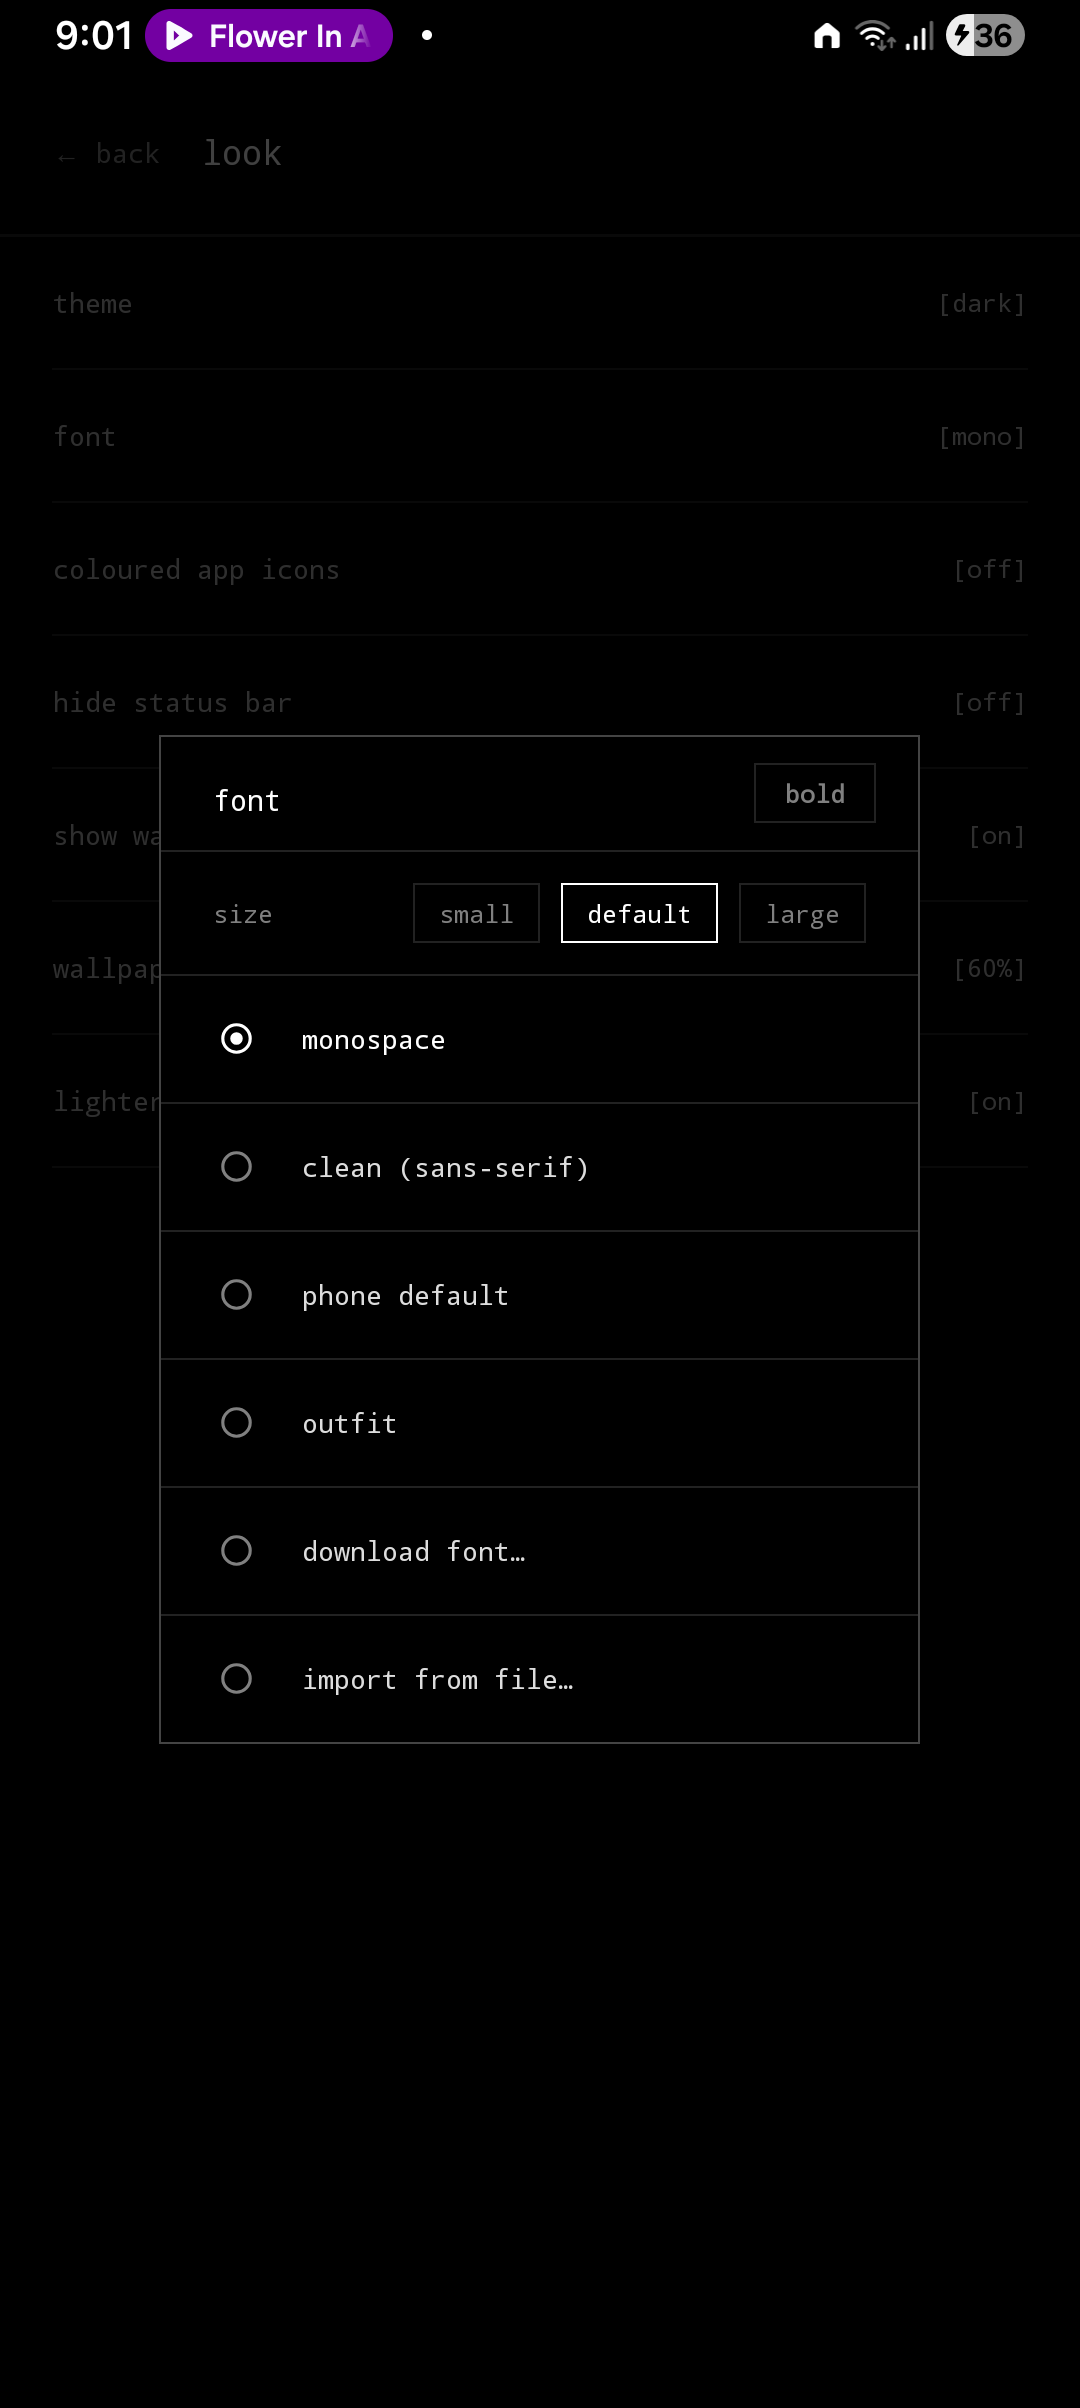 9:01 Flower In A 36
← back look
theme [dark]
font [mono]
coloured app icons [off]
hide status bar [off]
font bold
show wa [on]
size small default large
wallpap [60%]
monospace
lighter [on]
clean (sans-serif)
phone default
outfit
download font…
import from file…